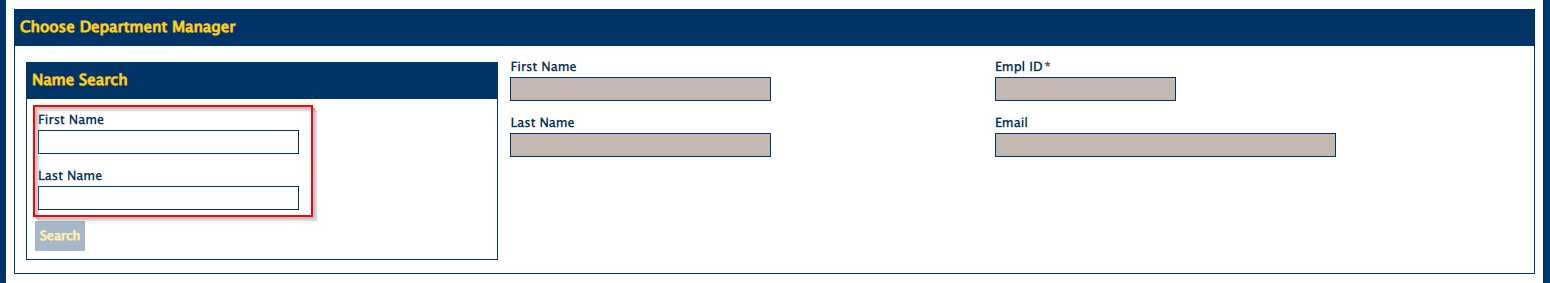 Choose Department Manager
Name Search
First Name
Last Name
Search
First Name
Empl ID*
Last Name
Email